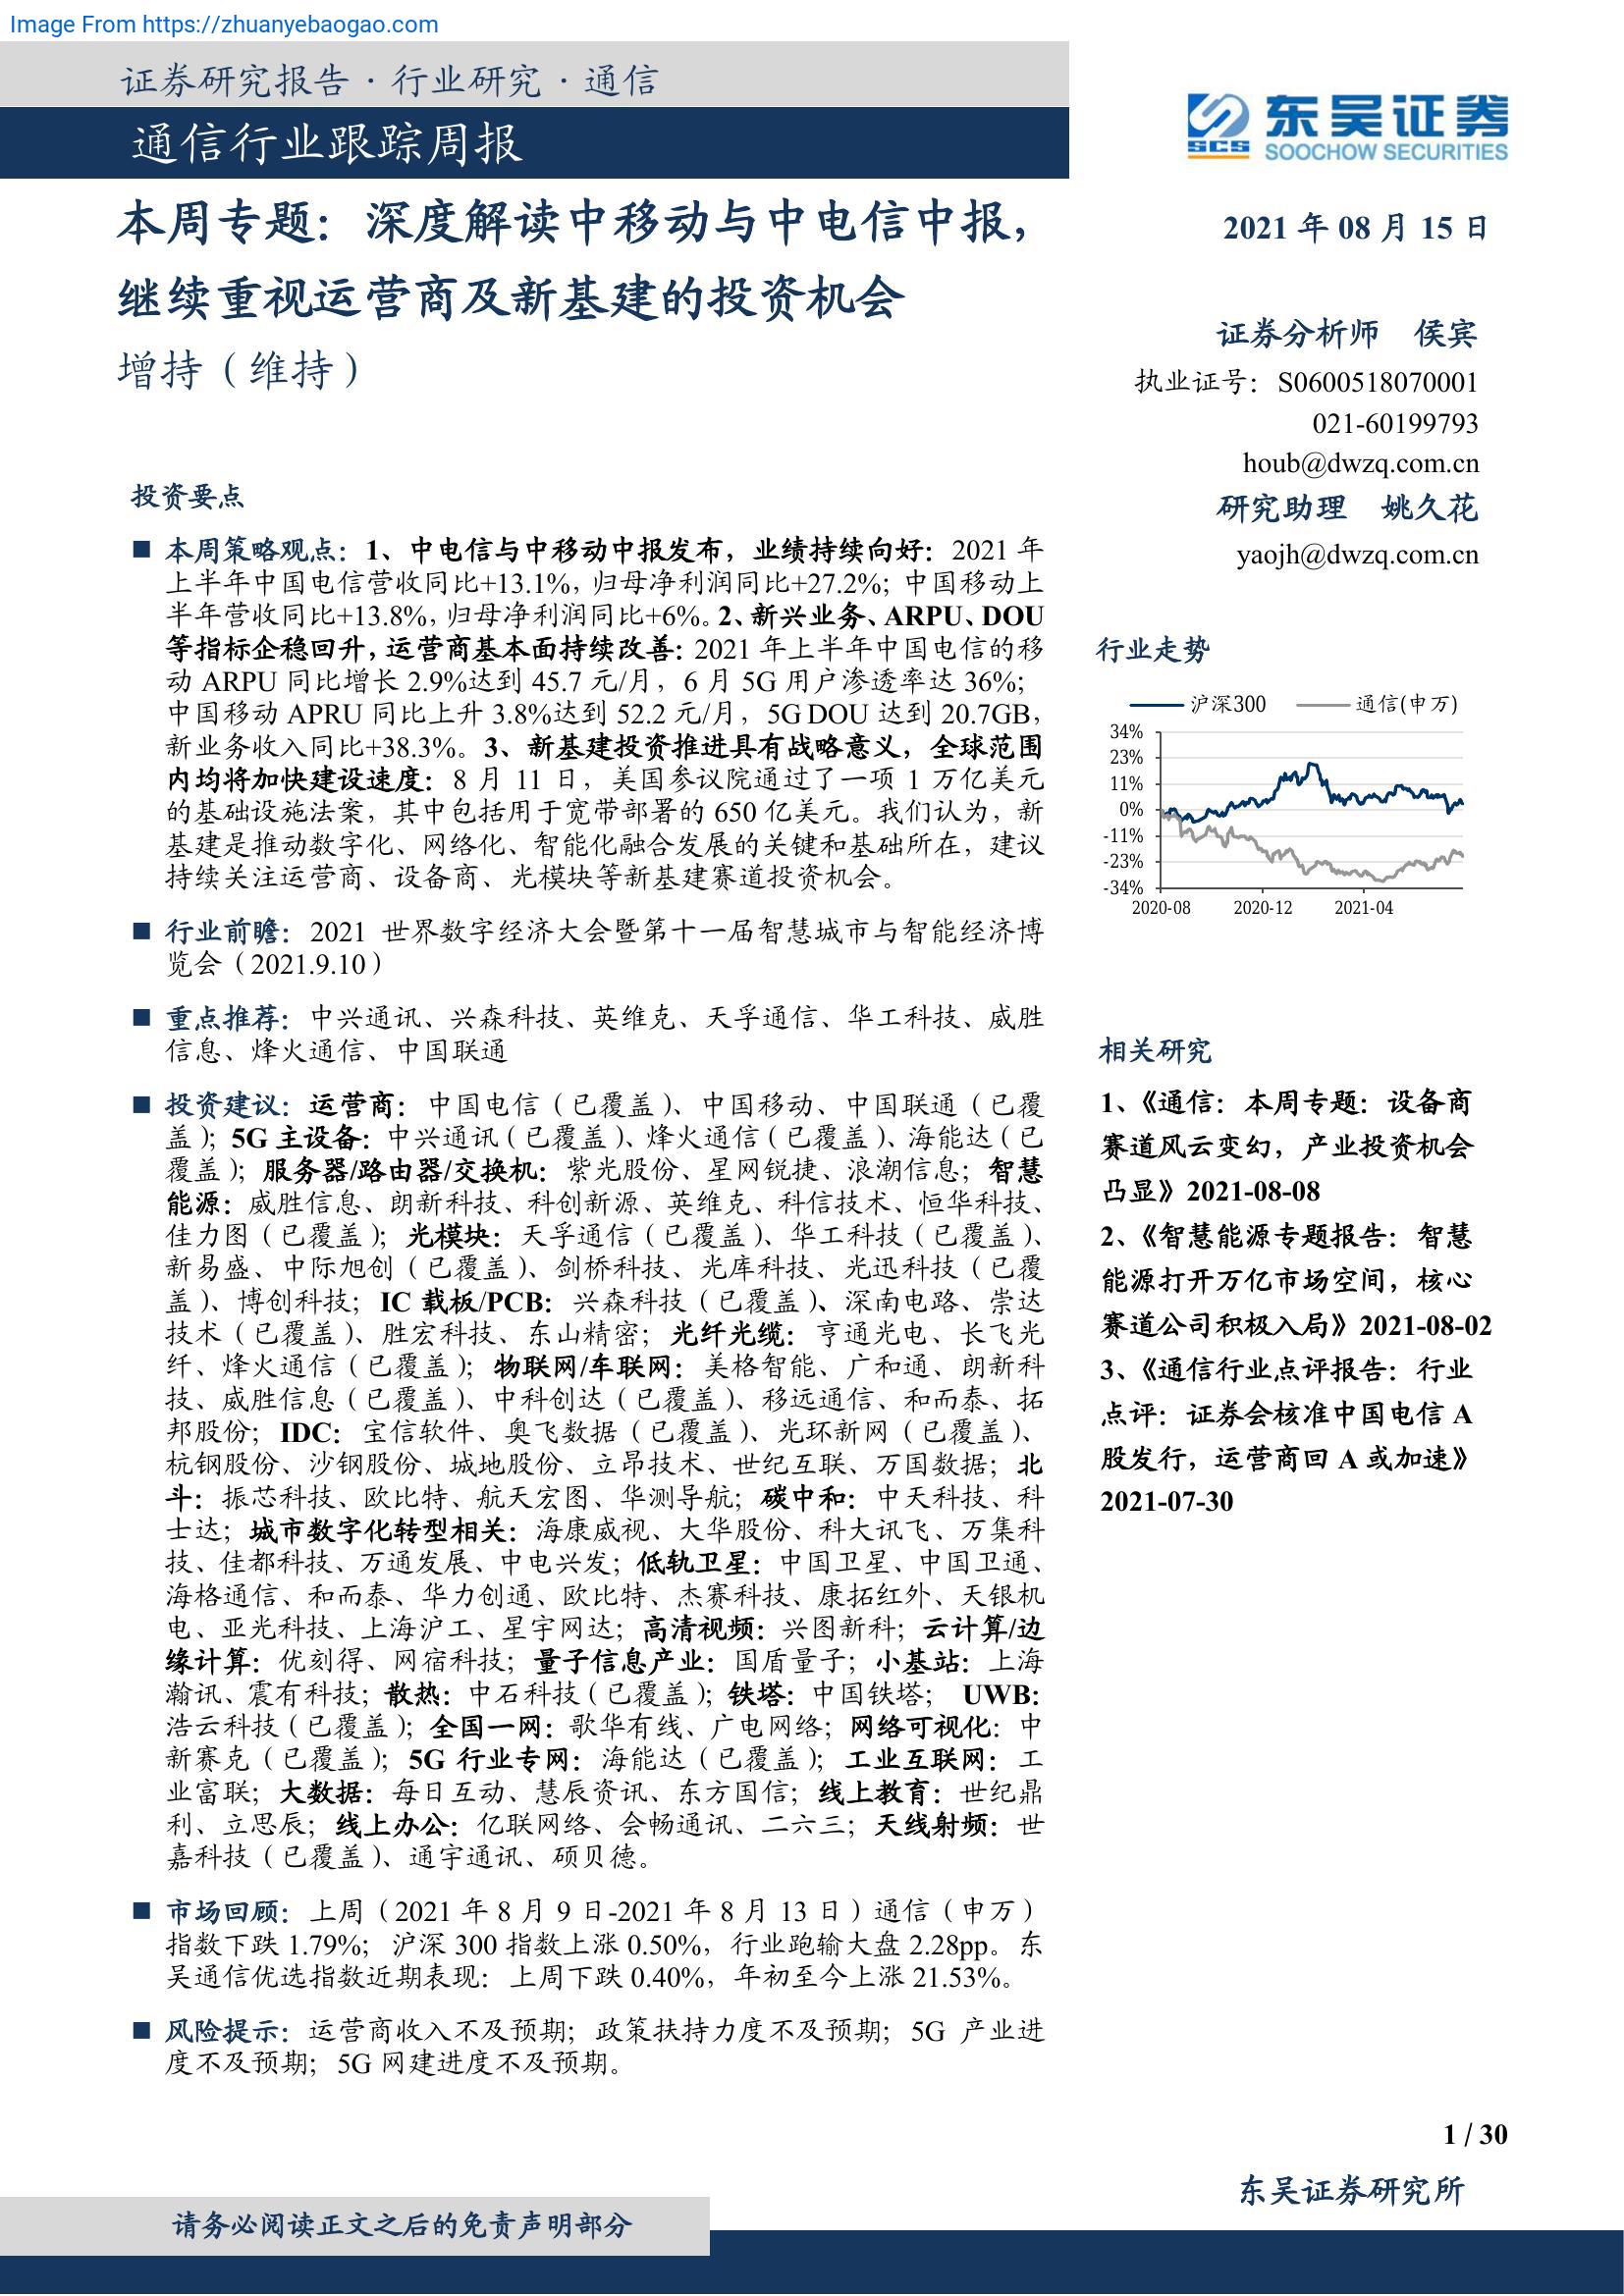 Image From https://zhuanyebaogao.com
证券研究报告·行业研究·通信
通信行业跟踪周报
东吴证券
SCS
SOOCHOW SECURITIES
本周专题：深度解读中移动与中电信中报，
继续重视运营商及新基建的投资机会
增持（维持）
2021 年 08 月 15 日
证券分析师 侯宾
执业证号：S0600518070001
021-60199793
houb@dwzq.com.cn
研究助理 姚久花
yaojh@dwzq.com.cn
投资要点
■ 本周策略观点：1、中电信与中移动中报发布，业绩持续向好：2021 年
上半年中国电信营收同比+13.1%，归母净利润同比+27.2%；中国移动上
半年营收同比+13.8%，归母净利润同比+6%。2、新兴业务、ARPU、DOU
等指标企稳回升，运营商基本面持续改善：2021 年上半年中国电信的移
动 ARPU 同比增长 2.9%达到 45.7 元/月，6 月 5G 用户渗透率达 36%；
中国移动 APRU 同比上升 3.8%达到 52.2 元/月，5G DOU 达到 20.7GB，
新业务收入同比+38.3%。3、新基建投资推进具有战略意义，全球范围
内均将加快建设速度：8 月 11 日，美国参议院通过了一项 1 万亿美元
的基础设施法案，其中包括用于宽带部署的 650 亿美元。我们认为，新
基建是推动数字化、网络化、智能化融合发展的关键和基础所在，建议
持续关注运营商、设备商、光模块等新基建赛道投资机会。
■ 行业前瞻：2021 世界数字经济大会暨第十一届智慧城市与智能经济博
览会（2021.9.10）
■ 重点推荐：中兴通讯、兴森科技、英维克、天孚通信、华工科技、威胜
信息、烽火通信、中国联通
■ 投资建议：运营商：中国电信（已覆盖）、中国移动、中国联通（已覆
盖）；5G 主设备：中兴通讯（已覆盖）、烽火通信（已覆盖）、海能达（已
覆盖）；服务器/路由器/交换机：紫光股份、星网锐捷、浪潮信息；智慧
能源：威胜信息、朗新科技、科创新源、英维克、科信技术、恒华科技、
佳力图（已覆盖）；光模块：天孚通信（已覆盖）、华工科技（已覆盖）、
新易盛、中际旭创（已覆盖）、剑桥科技、光库科技、光迅科技（已覆
盖）、博创科技；IC 载板/PCB：兴森科技（已覆盖）、深南电路、崇达
技术（已覆盖）、胜宏科技、东山精密；光纤光缆：亨通光电、长飞光
纤、烽火通信（已覆盖）；物联网/车联网：美格智能、广和通、朗新科
技、威胜信息（已覆盖）、中科创达（已覆盖）、移远通信、和而泰、拓
邦股份；IDC：宝信软件、奥飞数据（已覆盖）、光环新网（已覆盖）、
杭钢股份、沙钢股份、城地股份、立昂技术、世纪互联、万国数据；北
斗：振芯科技、欧比特、航天宏图、华测导航；碳中和：中天科技、科
士达；城市数字化转型相关：海康威视、大华股份、科大讯飞、万集科
技、佳都科技、万通发展、中电兴发；低轨卫星：中国卫星、中国卫通、
海格通信、和而泰、华力创通、欧比特、杰赛科技、康拓红外、天银机
电、亚光科技、上海沪工、星宇网达；高清视频：兴图新科；云计算/边
缘计算：优刻得、网宿科技；量子信息产业：国盾量子；小基站：上海
瀚讯、震有科技；散热：中石科技（已覆盖）；铁塔：中国铁塔； UWB：
浩云科技（已覆盖）；全国一网：歌华有线、广电网络；网络可视化：中
新赛克（已覆盖）；5G 行业专网：海能达（已覆盖）；工业互联网：工
业富联；大数据：每日互动、慧辰资讯、东方国信；线上教育：世纪鼎
利、立思辰；线上办公：亿联网络、会畅通讯、二六三；天线射频：世
嘉科技（已覆盖）、通宇通讯、硕贝德。
■ 市场回顾：上周（2021 年 8 月 9 日-2021 年 8 月 13 日）通信（申万）
指数下跌 1.79%； 沪深 300 指数上涨 0.50%，行业跑输大盘 2.28pp。东
吴通信优选指数近期表现：上周下跌 0.40%，年初至今上涨 21.53%。
■ 风险提示：运营商收入不及预期；政策扶持力度不及预期；5G 产业进
度不及预期；5G 网建进度不及预期。
行业走势
沪深300 通信(申万)
34%
23%
11%
0%
-11%
-23%
-34%
2020-08 2020-12 2021-04
相关研究
1、《通信：本周专题：设备商
赛道风云变幻，产业投资机会
凸显》2021-08-08
2、《智慧能源专题报告：智慧
能源打开万亿市场空间，核心
赛道公司积极入局》2021-08-02
3、《通信行业点评报告：行业
点评：证券会核准中国电信 A
股发行，运营商回 A 或加速》
2021-07-30
1 / 30
东吴证券研究所
请务必阅读正文之后的免责声明部分